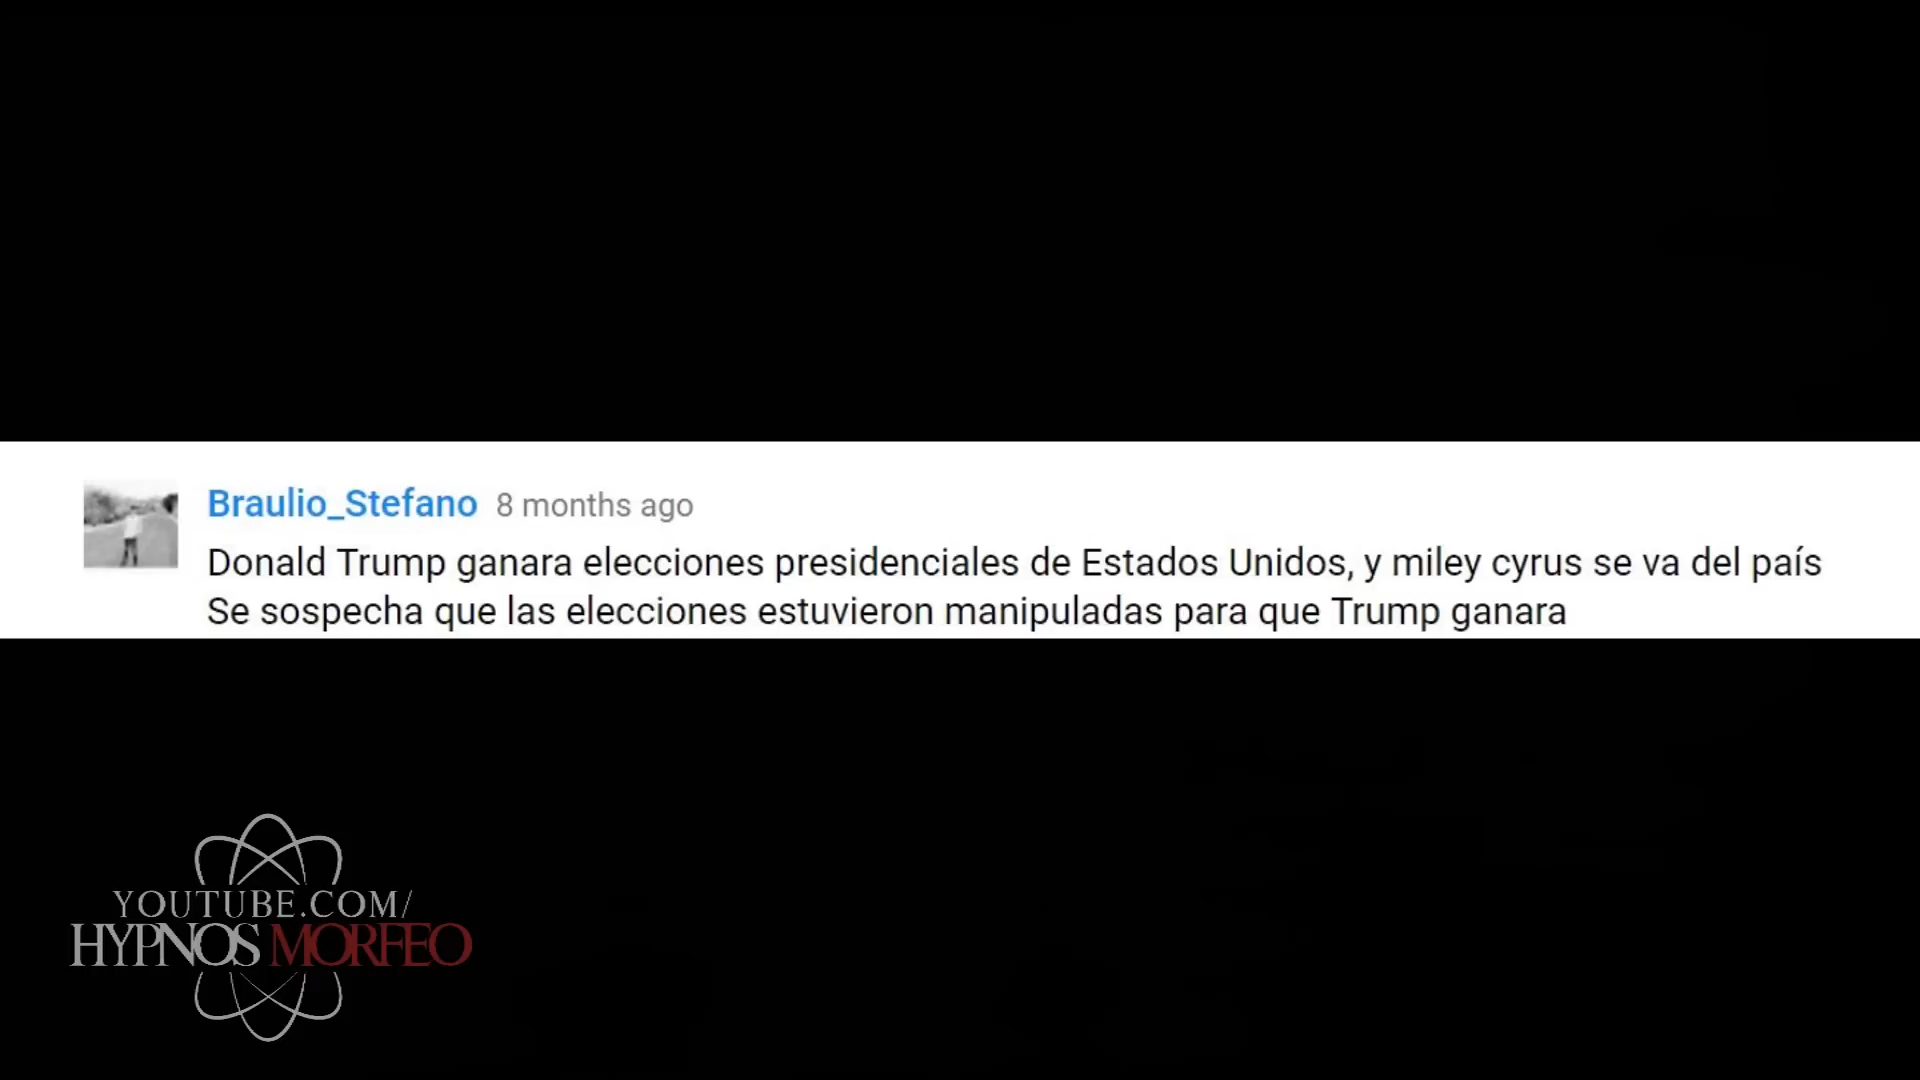 Braulio_Stefano 8 months ago
Donald Trump ganara elecciones presidenciales de Estados Unidos, y miley cyrus se va del país
Se sospecha que las elecciones estuvieron manipuladas para que Trump ganara
YOUTUBE.COM/
HYPNOS MORFEO